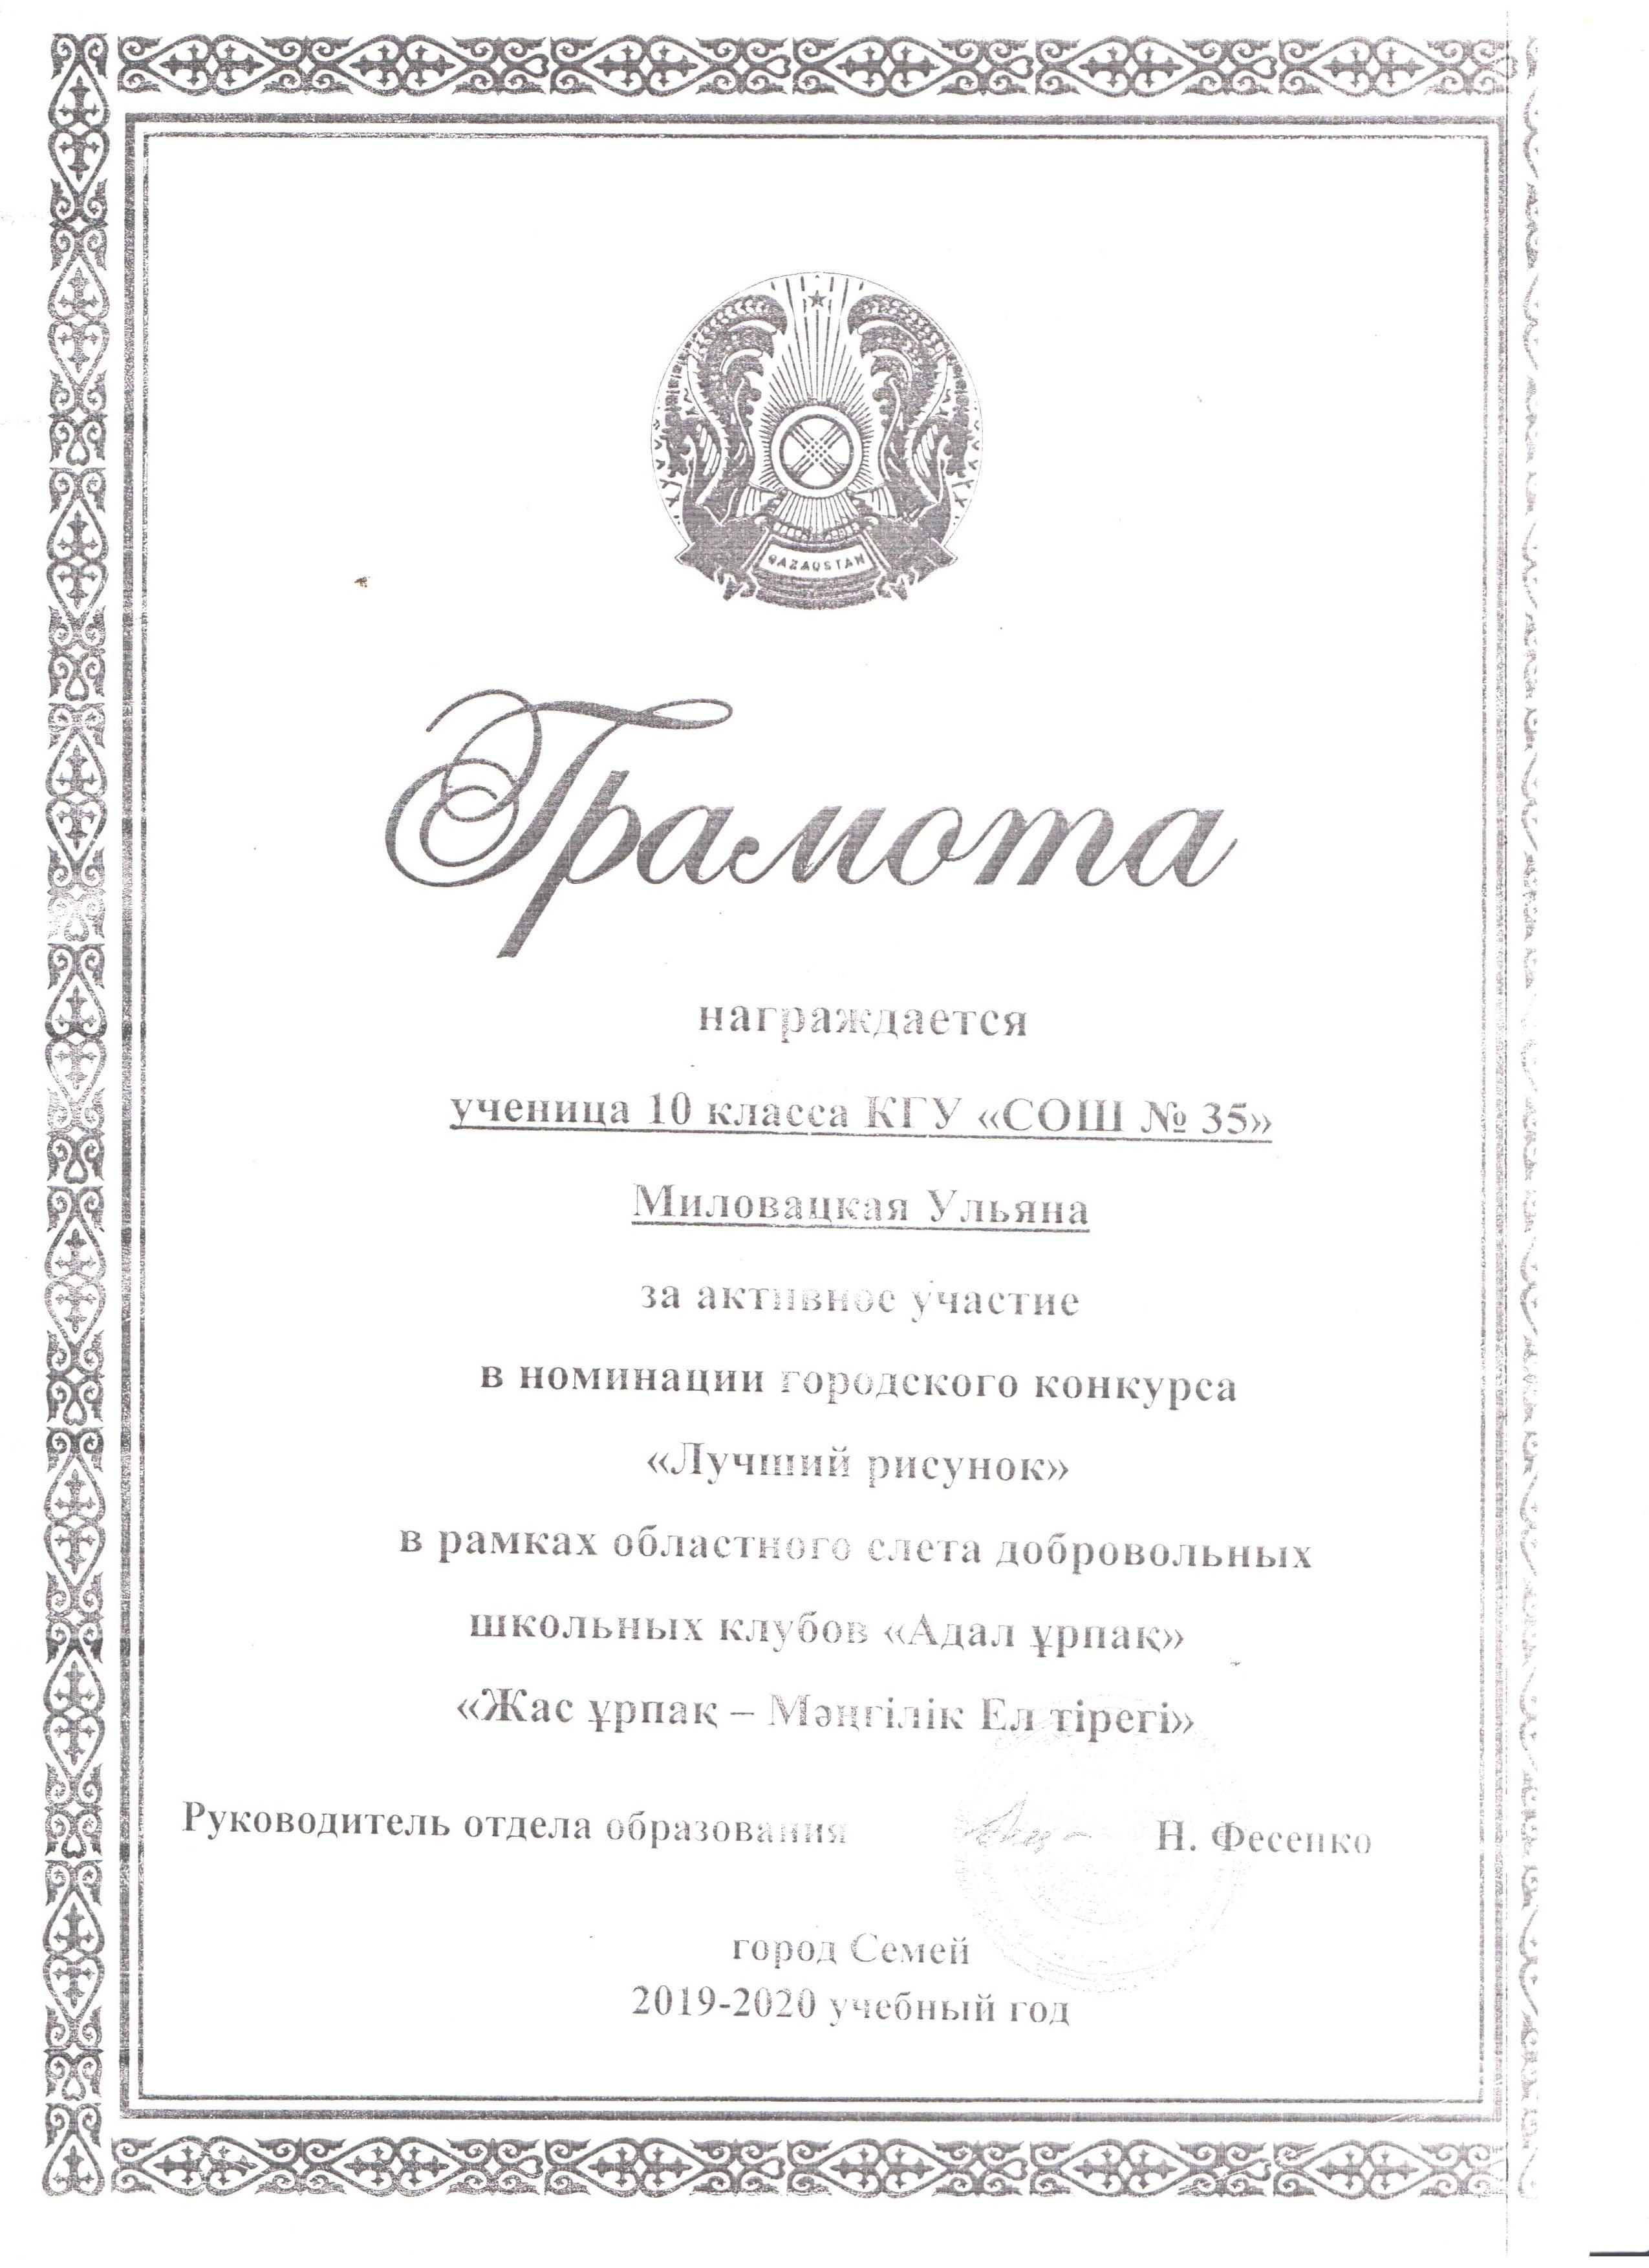 QAZAQSTAN
Грамота
награждается
ученица 10 класса КГУ «СОШ № 35»
Миловацкая Ульяна
за активное участие
в номинации городского конкурса
«Лучший рисунок»
в рамках областного слета добровольных
школьных клубов «Адал ұрпақ»
«Жас ұрпақ – Мәңгілік Ел тірегі»
Руководитель отдела образования Н. Фесенко
город Семей
2019-2020 учебный год